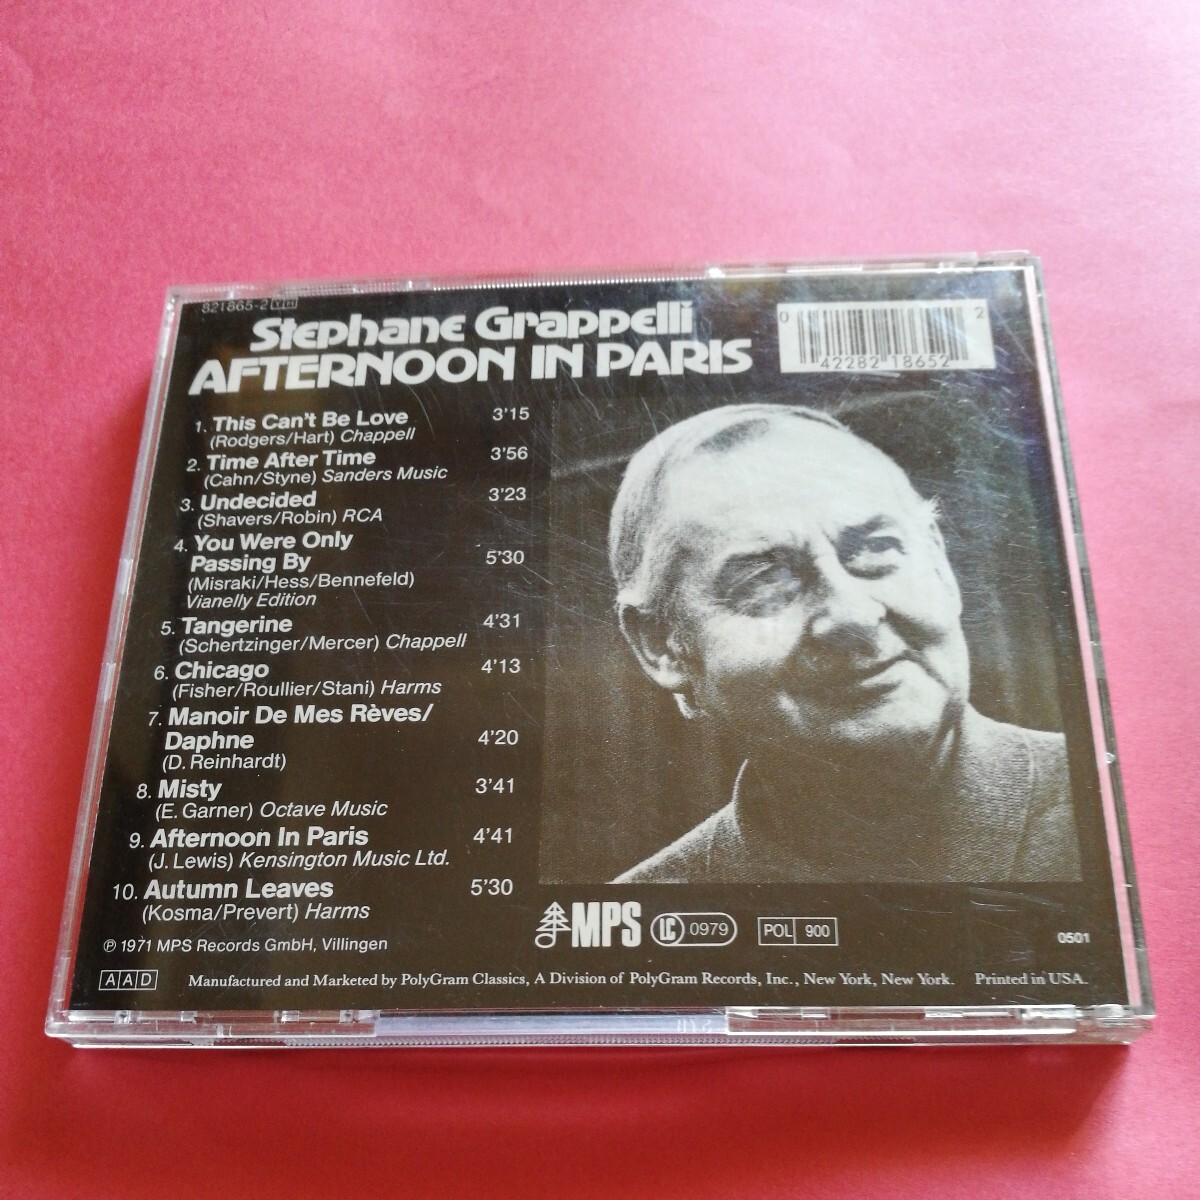 821865-2 YH
Stephane Grappelli
AFTERNOON IN PARIS
0 42282 18652 2
1. This Can't Be Love 3'15
(Rodgers/Hart) Chappell
2. Time After Time 3'56
(Cahn/Styne) Sanders Music
3. Undecided 3'23
(Shavers/Robin) RCA
4. You Were Only
Passing By 5'30
(Misraki/Hess/Bennefeld)
Vianelly Edition
5. Tangerine 4'31
(Schertzinger/Mercer) Chappell
6. Chicago 4'13
(Fisher/Roullier/Stani) Harms
7. Manoir De Mes Rèves/
Daphne 4'20
(D. Reinhardt)
8. Misty 3'41
(E. Garner) Octave Music
9. Afternoon In Paris 4'41
(J. Lewis) Kensington Music Ltd.
10. Autumn Leaves 5'30
(Kosma/Prevert) Harms
℗ 1971 MPS Records GmbH, Villingen
MPS LC 0979 POL 900
0501
AAD Manufactured and Marketed by PolyGram Classics, A Division of PolyGram Records, Inc., New York, New York. Printed in USA.